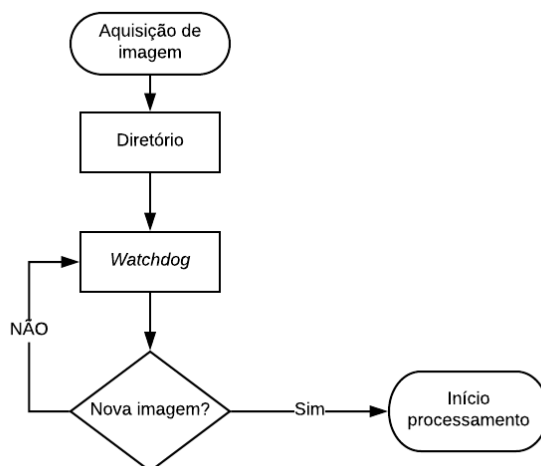 Aquisição de
imagem
Diretório
Watchdog
NÃO
Nova imagem?
Sim
Início
processamento